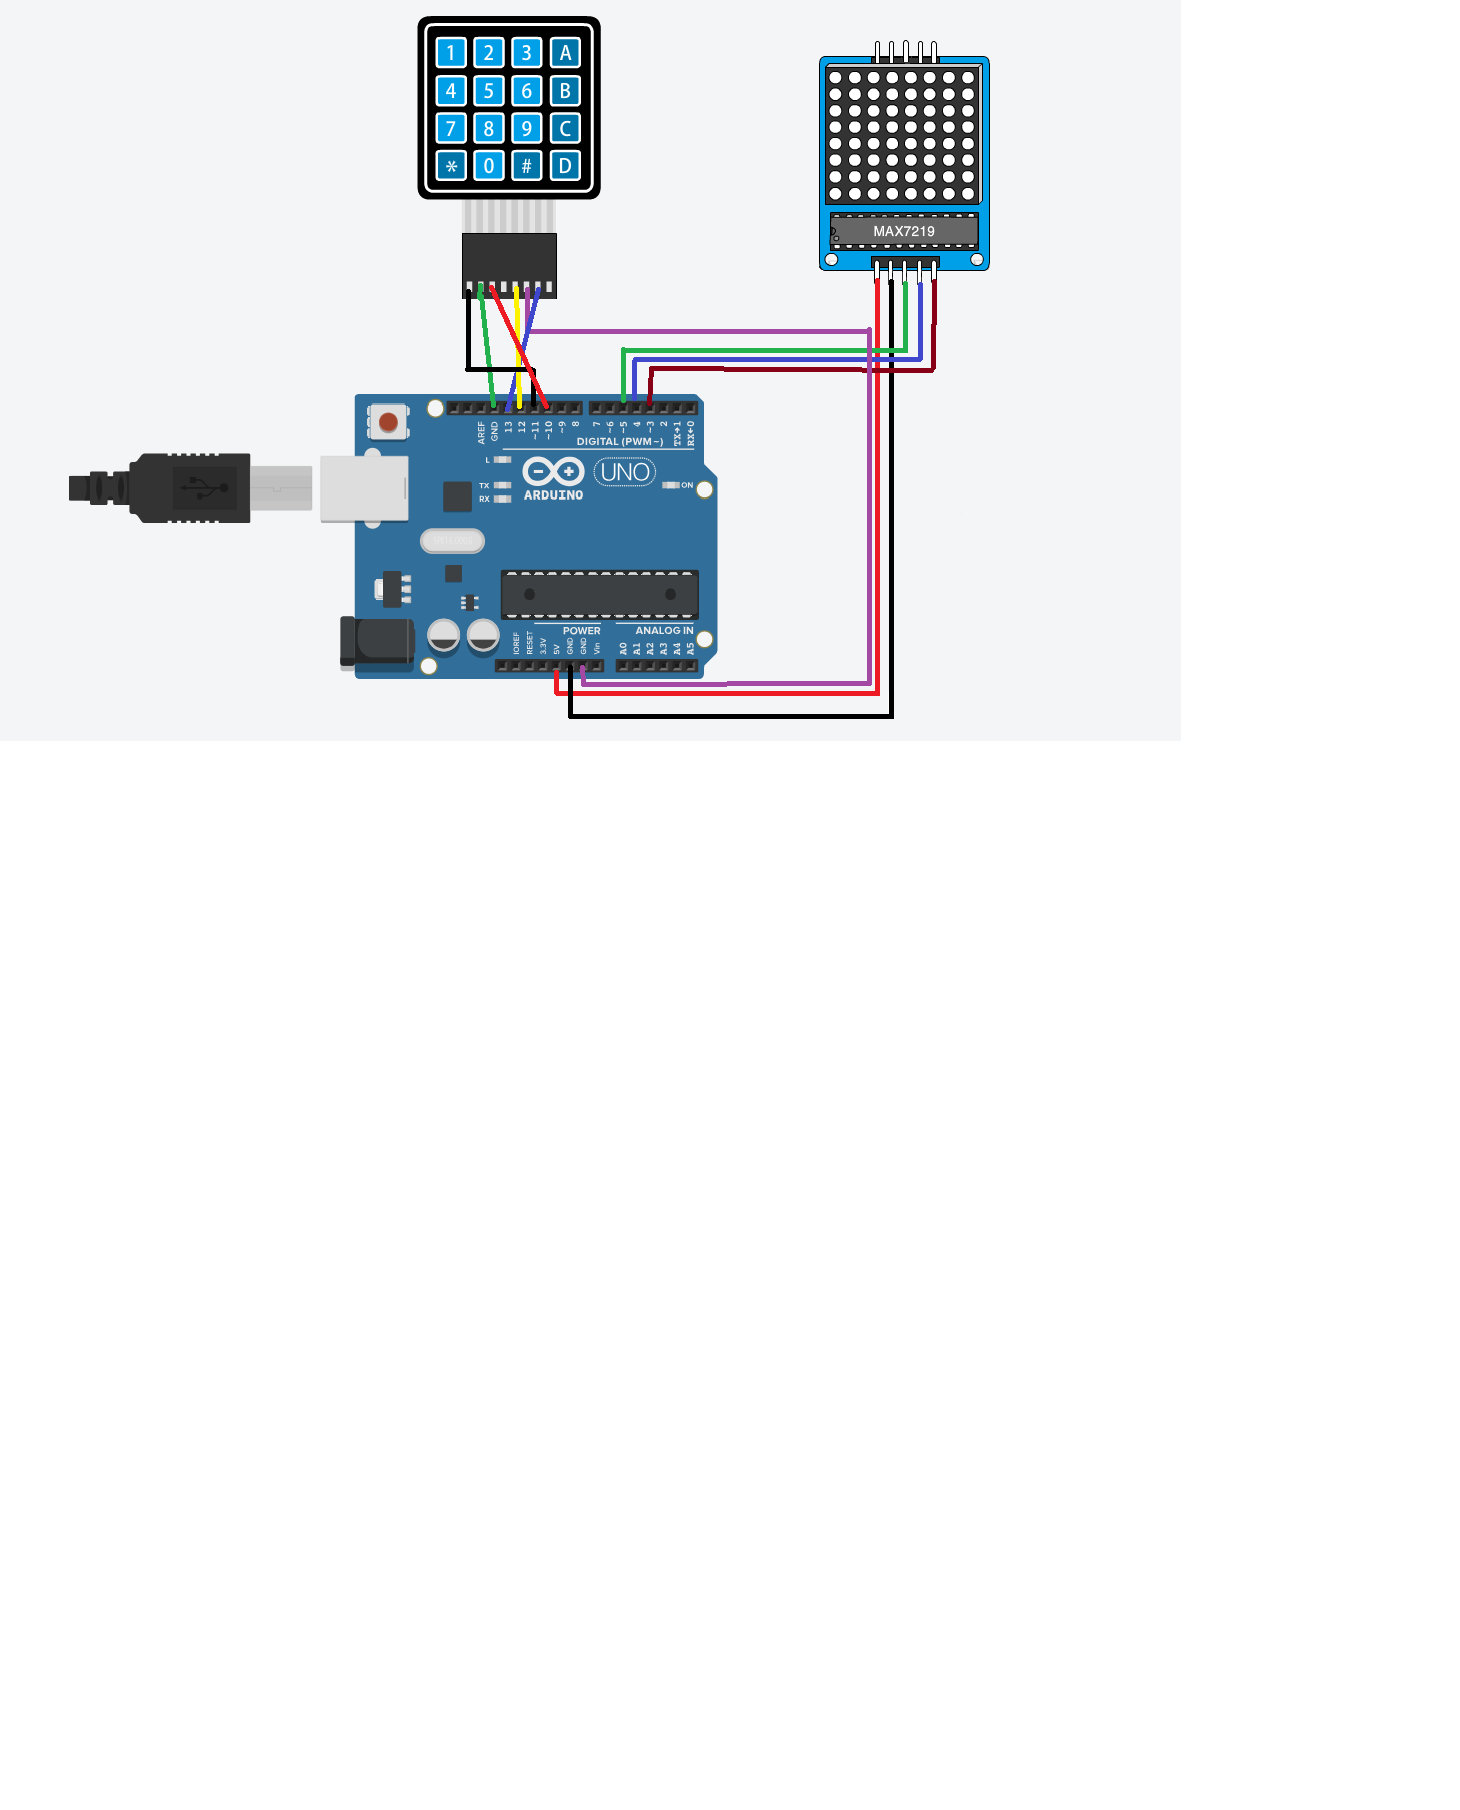 1 2 3 A
4 5 6 B
7 8 9 C
* 0 # D
MAX7219
AREF
GND
13
12
~11
~10
~9
8
7
~6
~5
4
~3
2
TX→1
RX←0
DIGITAL (PWM~)
L
TX
RX
ARDUINO
UNO
ON
POWER
ANALOG IN
IOREF
RESET
3.3V
5V
GND
GND
Vin
A0
A1
A2
A3
A4
A5